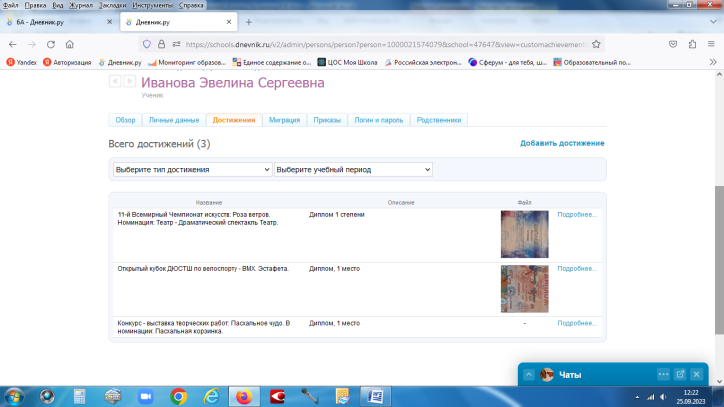 Файл Правка Вид Журнал Закладки Инструменты Справка
6А - Дневник.ру
Дневник.ру
https://schools.dnevnik.ru/v2/admin/persons/person?person=1000021574079&school=47647&view=customachievement
Yandex Авторизация Дневник.ру Мониторинг образов... Единое содержание о... ЦОС Моя Школа Российская электрон... Сферум - для тебя, ш... Образовательный по...
Иванова Эвелина Сергеевна
Ученик
Обзор Личные данные Достижения Миграция Приказы Логин и пароль Родственники
Всего достижений (3) Добавить достижение
Выберите тип достижения Выберите учебный период
Название Описание Файл
11-й Всемирный Чемпионат искусств: Роза ветров. Диплом 1 степени Подробнее...
Номинация: Театр - Драматический спектакль Театр.
Открытый кубок ДЮСТШ по велоспорту - BMX. Эстафета. Диплом, 1 место Подробнее...
Конкурс - выставка творческих работ: Пасхальное чудо. В Диплом, 1 место - Подробнее...
номинации: Пасхальная корзинка.
Чаты
12:22
25.09.2023